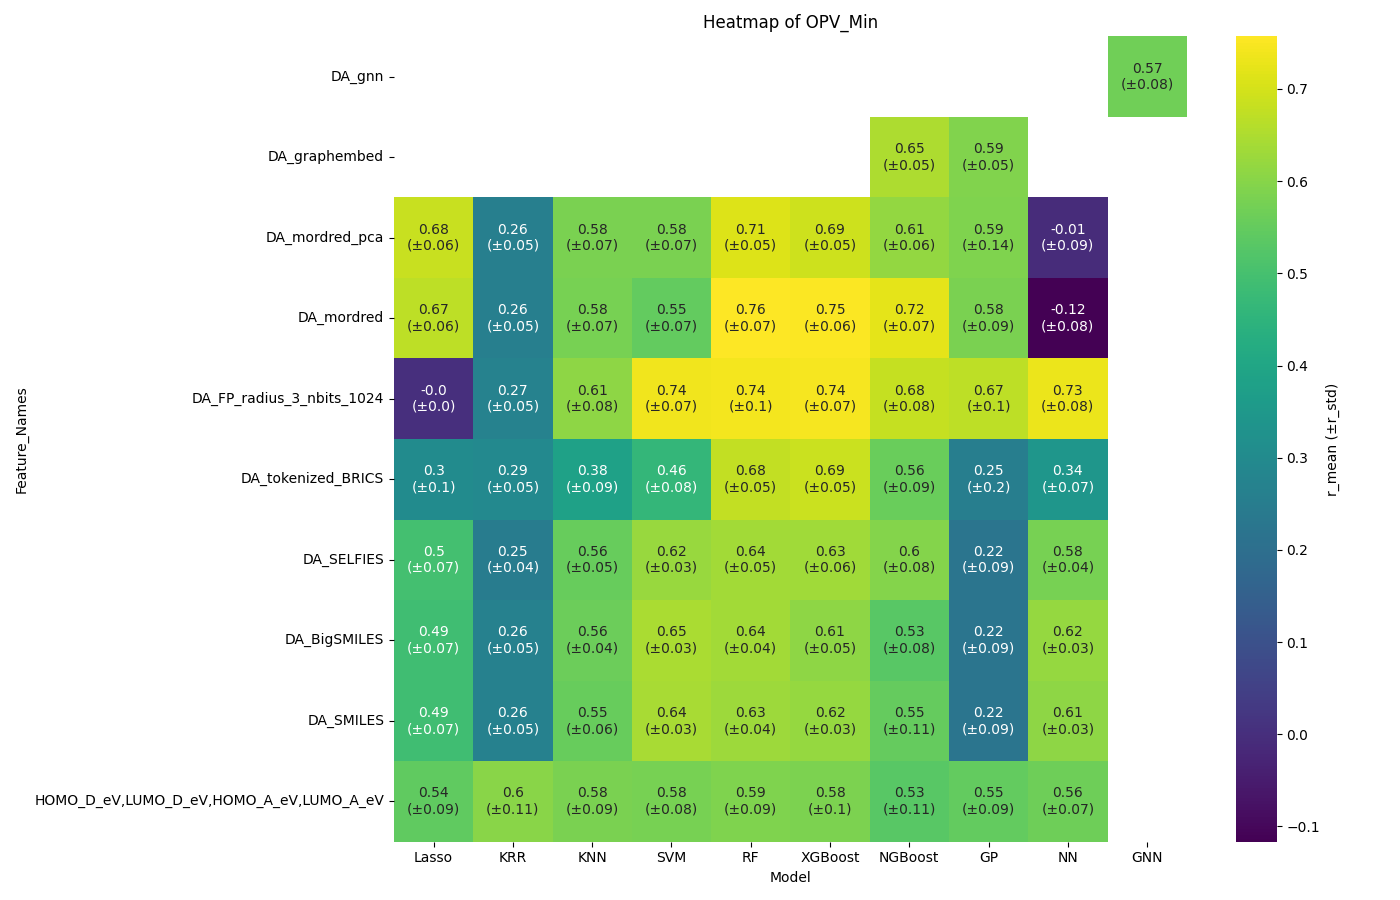 Heatmap of OPV_Min
DA_gnn
0.57
(±0.08)
DA_graphembed
0.65 0.59
(±0.05) (±0.05)
DA_mordred_pca
0.68 0.26 0.58 0.58 0.71 0.69 0.61 0.59 -0.01
(±0.06) (±0.05) (±0.07) (±0.07) (±0.05) (±0.05) (±0.06) (±0.14) (±0.09)
DA_mordred
0.67 0.26 0.58 0.55 0.76 0.75 0.72 0.58 -0.12
(±0.06) (±0.05) (±0.07) (±0.07) (±0.07) (±0.06) (±0.07) (±0.09) (±0.08)
DA_FP_radius_3_nbits_1024
-0.0 0.27 0.61 0.74 0.74 0.74 0.68 0.67 0.73
(±0.0) (±0.05) (±0.08) (±0.07) (±0.1) (±0.07) (±0.08) (±0.1) (±0.08)
DA_tokenized_BRICS
0.3 0.29 0.38 0.46 0.68 0.69 0.56 0.25 0.34
(±0.1) (±0.05) (±0.09) (±0.08) (±0.05) (±0.05) (±0.09) (±0.2) (±0.07)
DA_SELFIES
0.5 0.25 0.56 0.62 0.64 0.63 0.6 0.22 0.58
(±0.07) (±0.04) (±0.05) (±0.03) (±0.05) (±0.06) (±0.08) (±0.09) (±0.04)
DA_BigSMILES
0.49 0.26 0.56 0.65 0.64 0.61 0.53 0.22 0.62
(±0.07) (±0.05) (±0.04) (±0.03) (±0.04) (±0.05) (±0.08) (±0.09) (±0.03)
DA_SMILES
0.49 0.26 0.55 0.64 0.63 0.62 0.55 0.22 0.61
(±0.07) (±0.05) (±0.06) (±0.03) (±0.04) (±0.03) (±0.11) (±0.09) (±0.03)
HOMO_D_eV,LUMO_D_eV,HOMO_A_eV,LUMO_A_eV
0.54 0.6 0.58 0.58 0.59 0.58 0.53 0.55 0.56
(±0.09) (±0.11) (±0.09) (±0.08) (±0.09) (±0.1) (±0.11) (±0.09) (±0.07)
Lasso KRR KNN SVM RF XGBoost NGBoost GP NN GNN
Model
Feature_Names
0.7
0.6
0.5
0.4
0.3
0.2
0.1
0.0
−0.1
r_mean (±r_std)